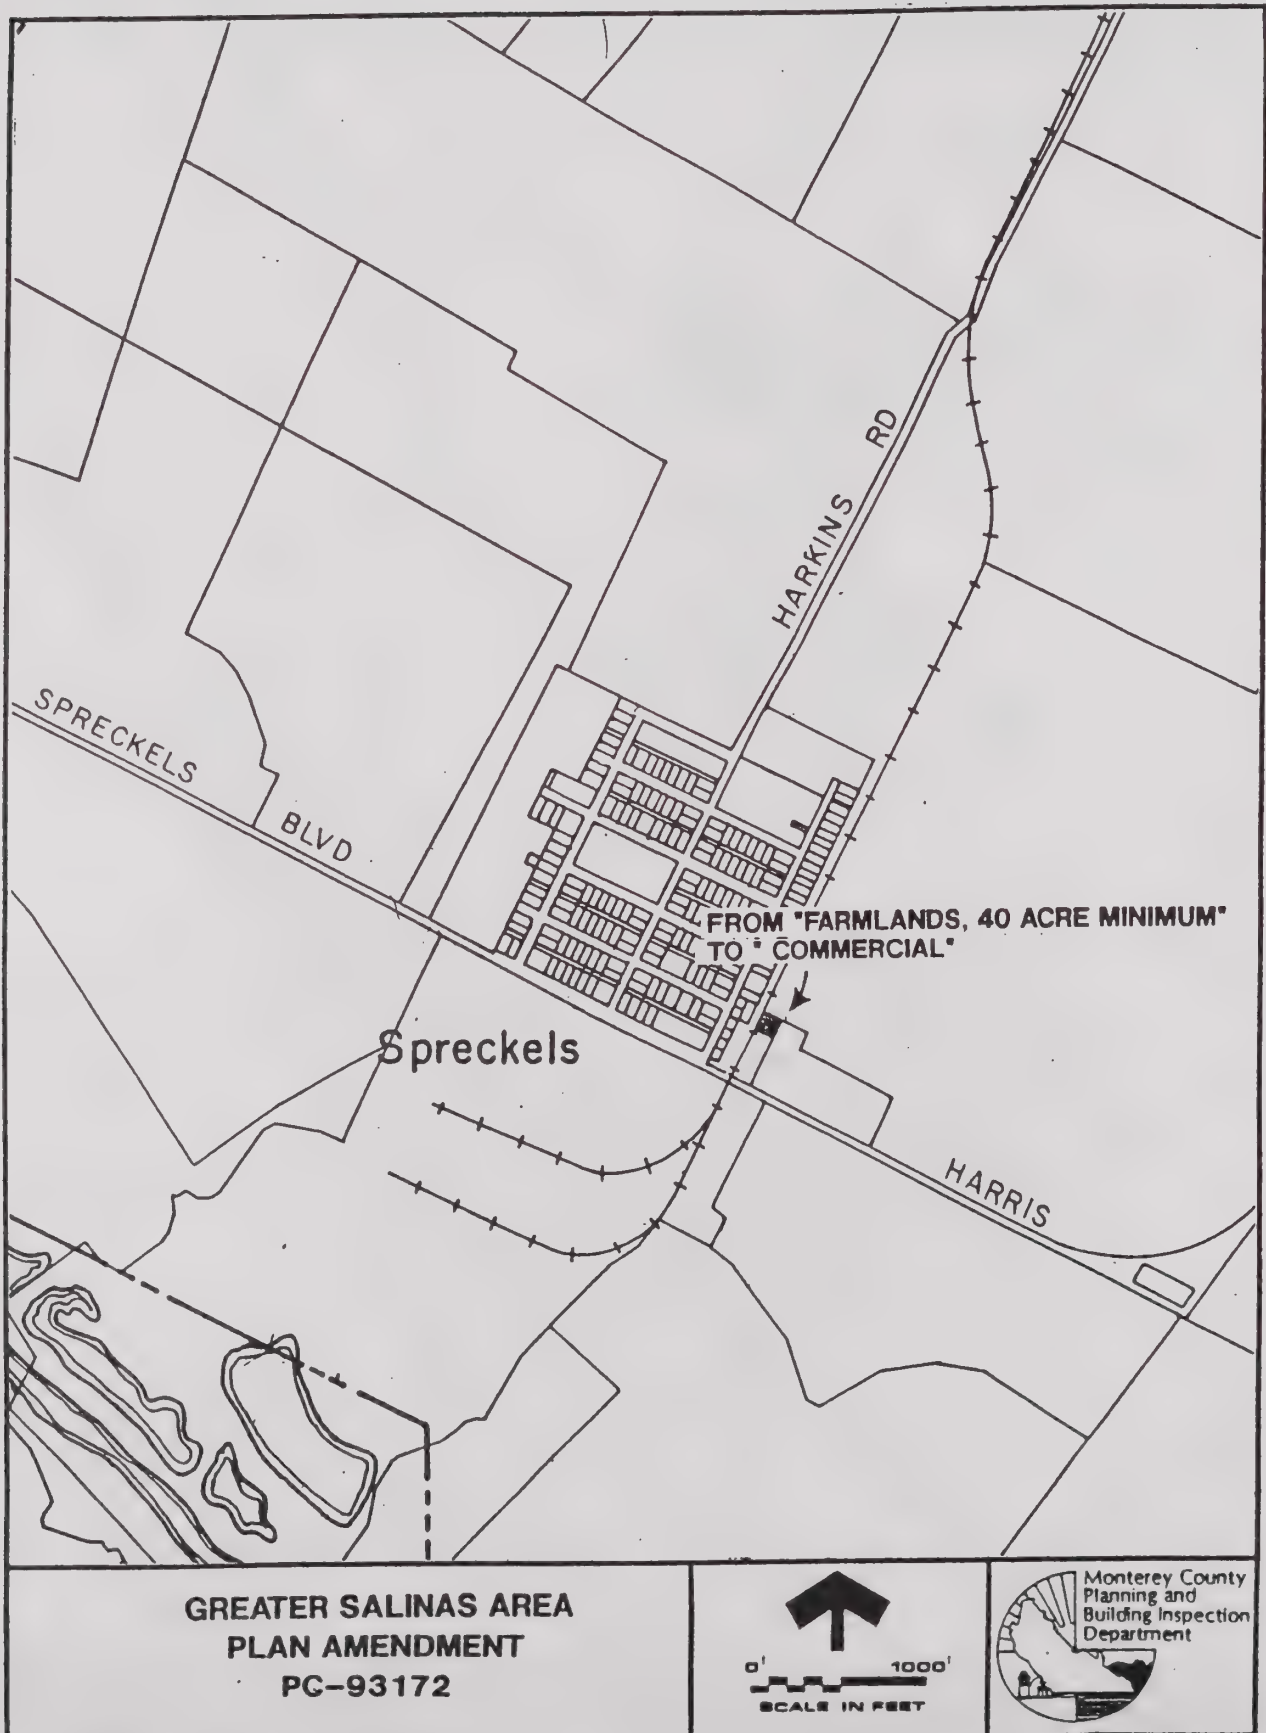 HARKINS RD
SPRECKELS BLVD
FROM "FARMLANDS, 40 ACRE MINIMUM"
TO " COMMERCIAL"
Spreckels
HARRIS
GREATER SALINAS AREA
PLAN AMENDMENT
PC-93172
0' 1000'
SCALE IN FEET
Monterey County
Planning and
Building Inspection
Department